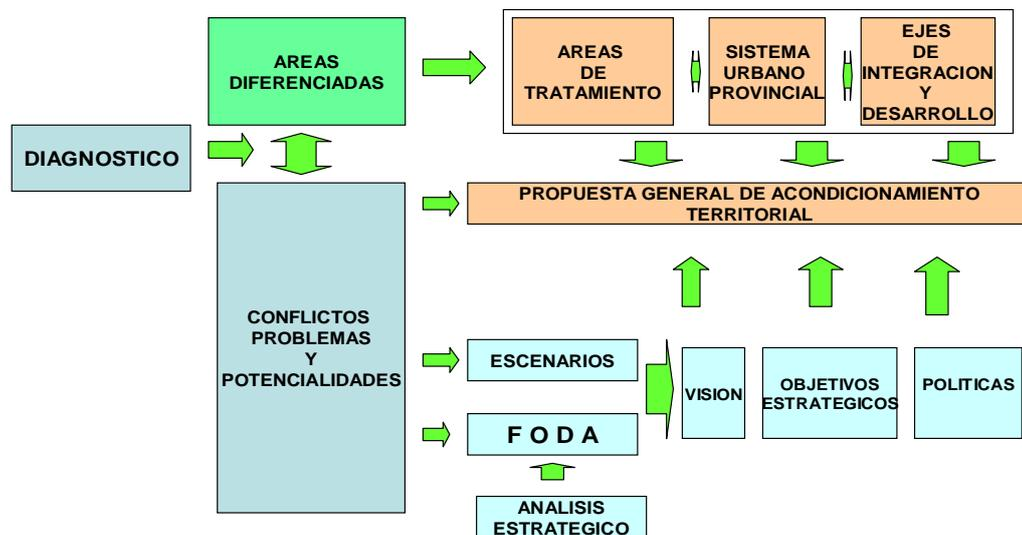 AREAS
DIFERENCIADAS
AREAS
DE
TRATAMIENTO
SISTEMA
URBANO
PROVINCIAL
EJES
DE
INTEGRACION
Y
DESARROLLO
DIAGNOSTICO
PROPUESTA GENERAL DE ACONDICIONAMIENTO
TERRITORIAL
CONFLICTOS
PROBLEMAS
Y
POTENCIALIDADES
ESCENARIOS
F O D A
ANALISIS
ESTRATEGICO
VISION
OBJETIVOS
ESTRATEGICOS
POLITICAS